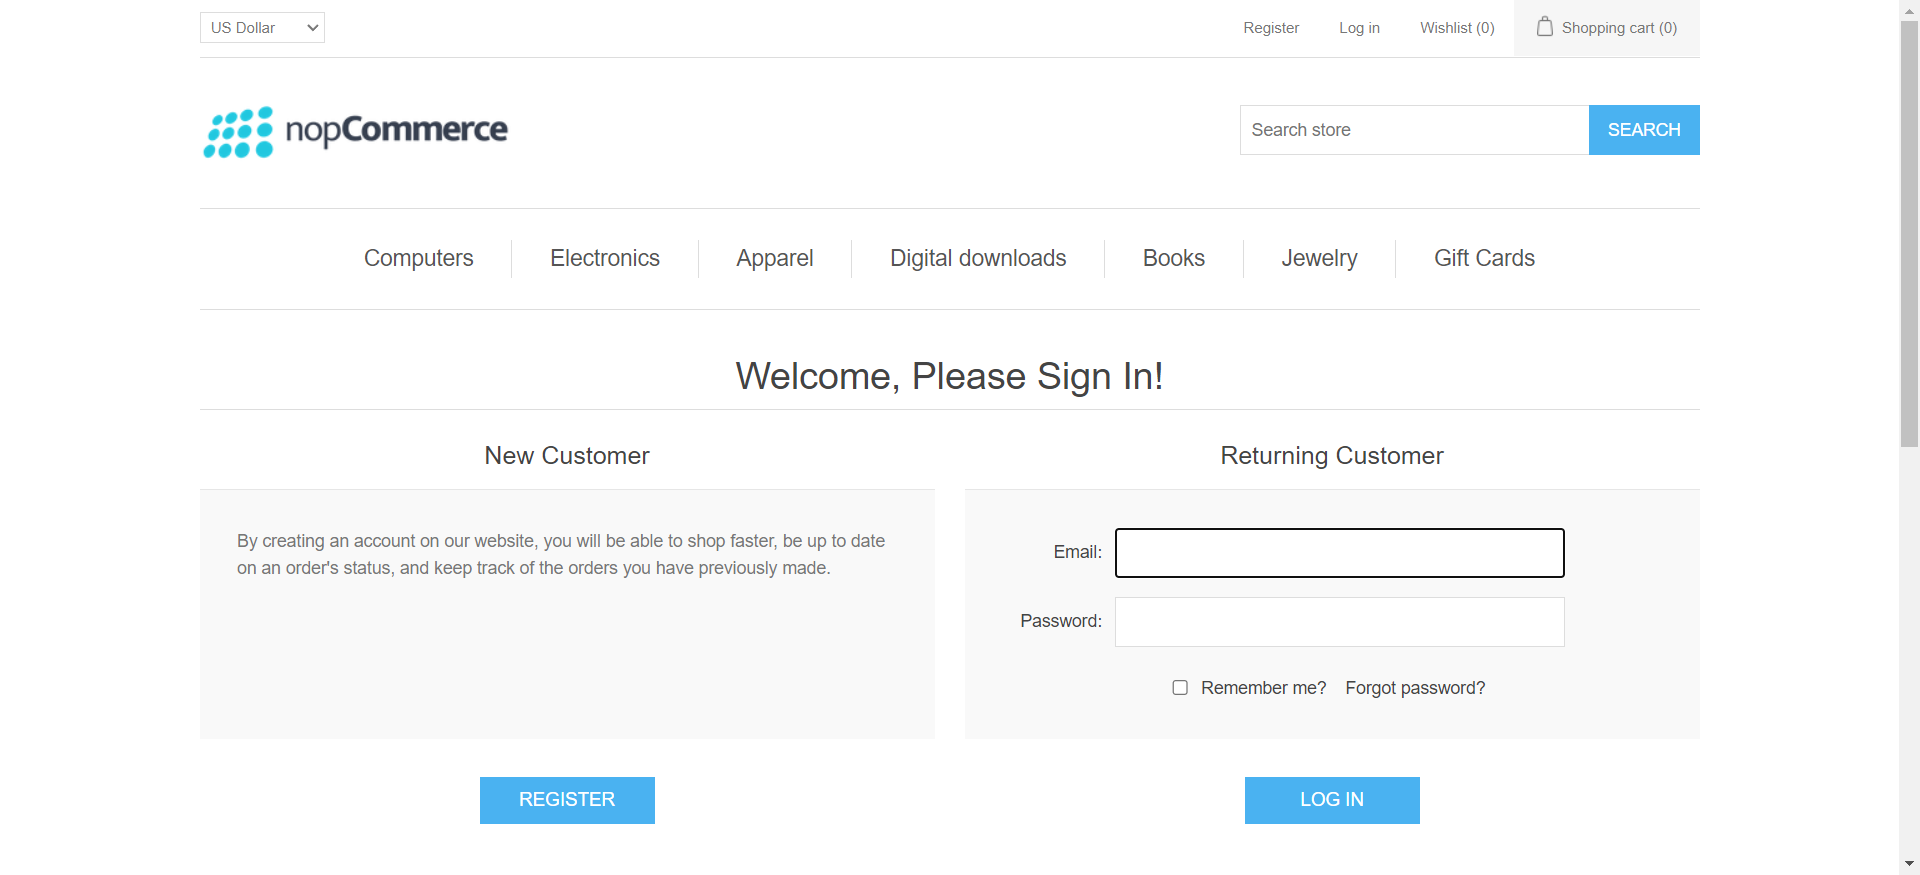 US Dollar
Register
Log in
Wishlist (0)
Shopping cart (0)
nopCommerce
Search store
SEARCH
Computers
Electronics
Apparel
Digital downloads
Books
Jewelry
Gift Cards
Welcome, Please Sign In!
New Customer
By creating an account on our website, you will be able to shop faster, be up to date
on an order's status, and keep track of the orders you have previously made.
REGISTER
Returning Customer
Email:
Password:
Remember me?
Forgot password?
LOG IN